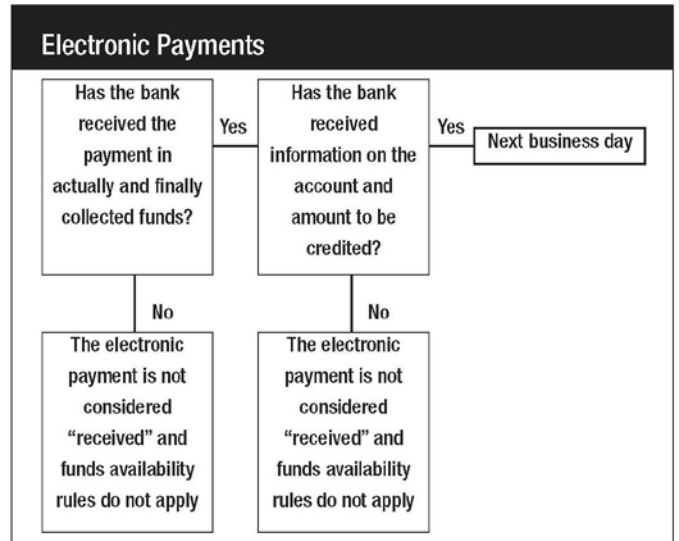 Electronic Payments
Has the bank
received the
payment in
actually and finally
collected funds?
Yes
Has the bank
received
information on the
account and
amount to be
credited?
Yes
Next business day
No
The electronic
payment is not
considered
“received” and
funds availability
rules do not apply
No
The electronic
payment is not
considered
“received” and
funds availability
rules do not apply